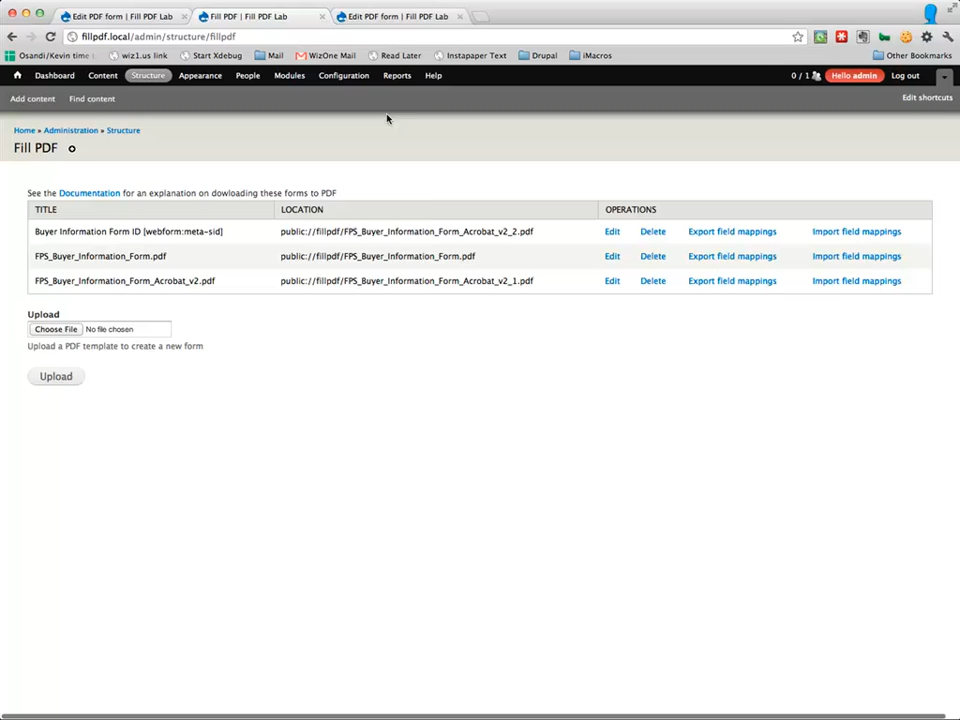 Edit PDF form | Fill PDF Lab
Fill PDF | Fill PDF Lab
Edit PDF form | Fill PDF Lab
fillpdf.local/admin/structure/fillpdf
Osandi/Kevin time wiz1.us link Start Xdebug Mail WizOne Mail Read Later Instapaper Text Drupal iMacros Other Bookmarks
Dashboard Content Structure Appearance People Modules Configuration Reports Help 0 / 1 Hello admin Log out
Add content Find content Edit shortcuts
Home » Administration » Structure
Fill PDF
See the Documentation for an explanation on dowloading these forms to PDF
TITLE LOCATION OPERATIONS
Buyer Information Form ID [webform:meta-sid] public://fillpdf/FPS_Buyer_Information_Form_Acrobat_v2_2.pdf Edit Delete Export field mappings Import field mappings
FPS_Buyer_Information_Form.pdf public://fillpdf/FPS_Buyer_Information_Form.pdf Edit Delete Export field mappings Import field mappings
FPS_Buyer_Information_Form_Acrobat_v2.pdf public://fillpdf/FPS_Buyer_Information_Form_Acrobat_v2_1.pdf Edit Delete Export field mappings Import field mappings
Upload
Choose File No file chosen
Upload a PDF template to create a new form
Upload